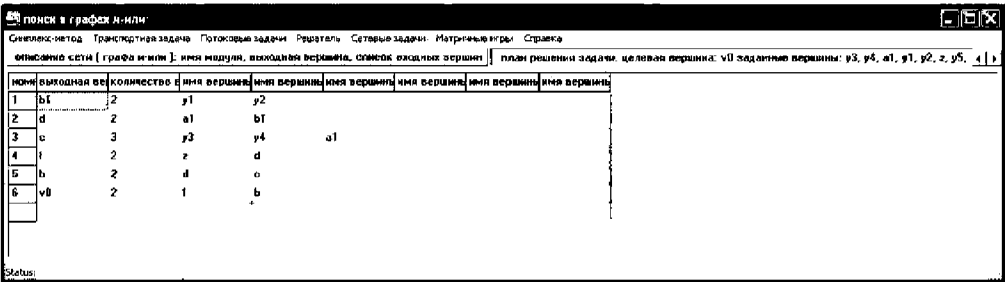 поиск в графах и-или:
Симплекс-метод Транспортная задача Потоковые задачи Решатель Сетевые задачи Матричные игры Справка
описание сети [ графа и-или ]: имя модуля, выходная вершина, список входных вершин план решения задачи. целевая вершина: v0 заданные вершины: y3, y4, a1, y1, y2, z, y5,
номе выходная вер количество в имя вершины имя вершины имя вершины имя вершины имя вершины имя вершины
1 b1 2 y1 y2
2 d 2 a1 b1
3 c 3 y3 y4 a1
4 f 2 z d
5 h 2 d c
6 v0 2 f h
Status: